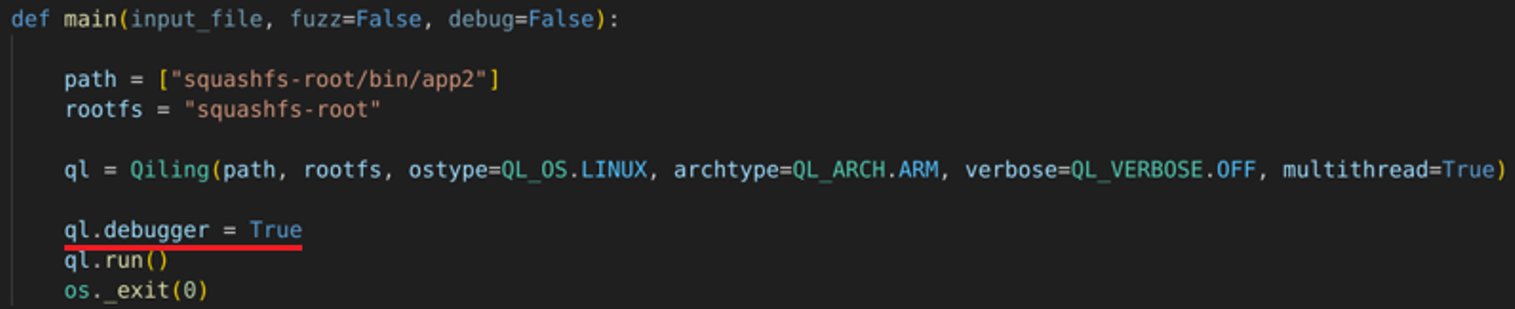 def main(input_file, fuzz=False, debug=False):
path = ["squashfs-root/bin/app2"]
rootfs = "squashfs-root"
ql = Qiling(path, rootfs, ostype=QL_OS.LINUX, archtype=QL_ARCH.ARM, verbose=QL_VERBOSE.OFF, multithread=True)
ql.debugger = True
ql.run()
os._exit(0)